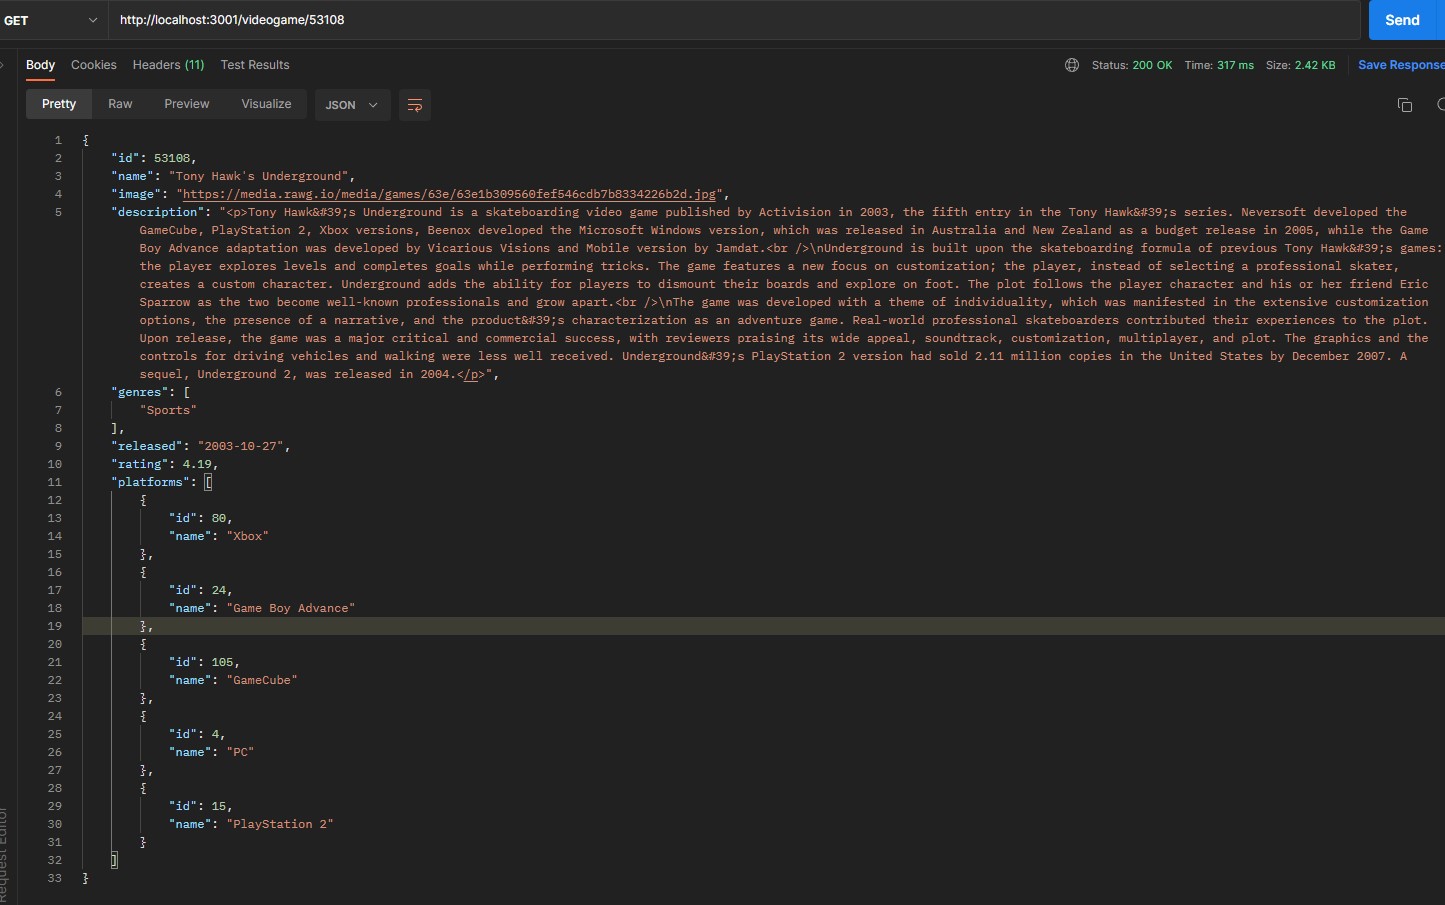 GET http://localhost:3001/videogame/53108 Send
Body Cookies Headers (11) Test Results Status: 200 OK Time: 317 ms Size: 2.42 KB Save Response
Pretty Raw Preview Visualize JSON
1 {
2 "id": 53108,
3 "name": "Tony Hawk's Underground",
4 "image": "https://media.rawg.io/media/games/63e/63e1b309560fef546cdb7b8334226b2d.jpg",
5 "description": "<p>Tony Hawk&#39;s Underground is a skateboarding video game published by Activision in 2003, the fifth entry in the Tony Hawk&#39;s series. Neversoft developed the
GameCube, PlayStation 2, Xbox versions, Beenox developed the Microsoft Windows version, which was released in Australia and New Zealand as a budget release in 2005, while the Game
Boy Advance adaptation was developed by Vicarious Visions and Mobile version by Jamdat.<br />\nUnderground is built upon the skateboarding formula of previous Tony Hawk&#39;s games:
the player explores levels and completes goals while performing tricks. The game features a new focus on customization; the player, instead of selecting a professional skater,
creates a custom character. Underground adds the ability for players to dismount their boards and explore on foot. The plot follows the player character and his or her friend Eric
Sparrow as the two become well-known professionals and grow apart.<br />\nThe game was developed with a theme of individuality, which was manifested in the extensive customization
options, the presence of a narrative, and the product&#39;s characterization as an adventure game. Real-world professional skateboarders contributed their experiences to the plot.
Upon release, the game was a major critical and commercial success, with reviewers praising its wide appeal, soundtrack, customization, multiplayer, and plot. The graphics and the
controls for driving vehicles and walking were less well received. Underground&#39;s PlayStation 2 version had sold 2.11 million copies in the United States by December 2007. A
sequel, Underground 2, was released in 2004.</p>",
6 "genres": [
7 "Sports"
8 ],
9 "released": "2003-10-27",
10 "rating": 4.19,
11 "platforms": [
12 {
13 "id": 80,
14 "name": "Xbox"
15 },
16 {
17 "id": 24,
18 "name": "Game Boy Advance"
19 },
20 {
21 "id": 105,
22 "name": "GameCube"
23 },
24 {
25 "id": 4,
26 "name": "PC"
27 },
28 {
29 "id": 15,
30 "name": "PlayStation 2"
31 }
32 ]
33 }
Request Editor